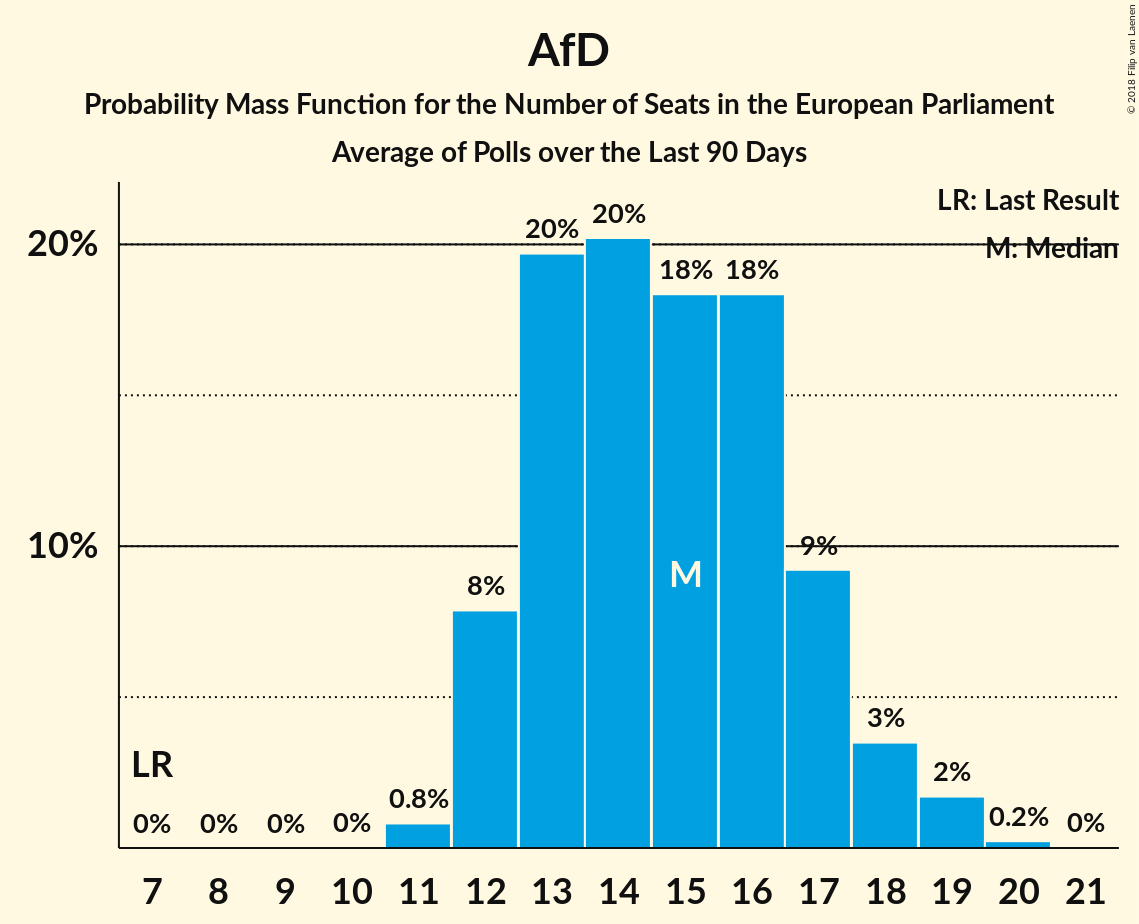 AfD
Probability Mass Function for the Number of Seats in the European Parliament
Average of Polls over the Last 90 Days
© 2018 Filip van Laenen
LR: Last Result
M: Median
20%
10%
20%
20%
18%
18%
9%
8%
3%
2%
0.8%
0.2%
0%
0%
0%
0%
0%
LR
M
7 8 9 10 11 12 13 14 15 16 17 18 19 20 21